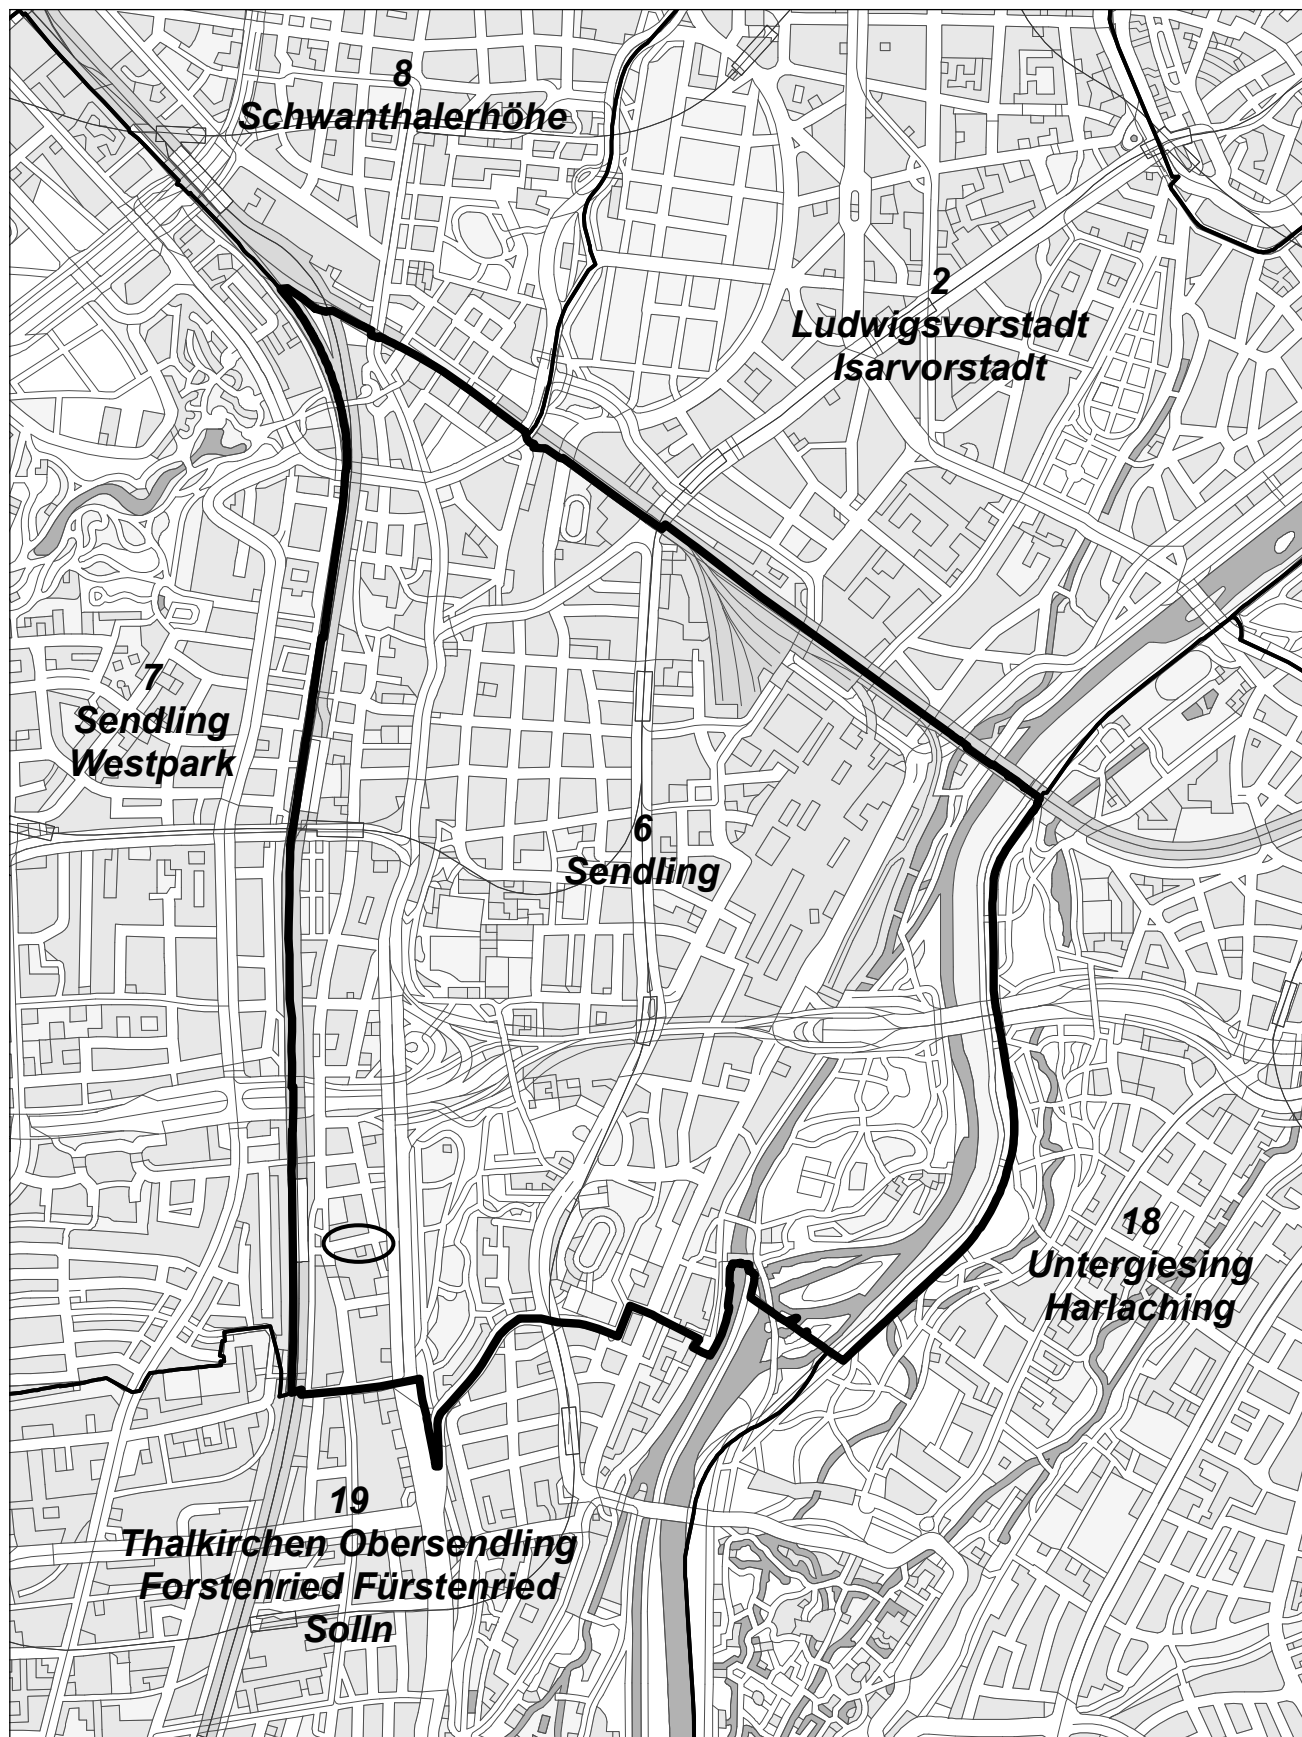 8
Schwanthalerhöhe
2
Ludwigsvorstadt
Isarvorstadt
7
Sendling
Westpark
6
Sendling
18
Untergiesing
Harlaching
19
Thalkirchen Obersendling
Forstenried Fürstenried
Solln